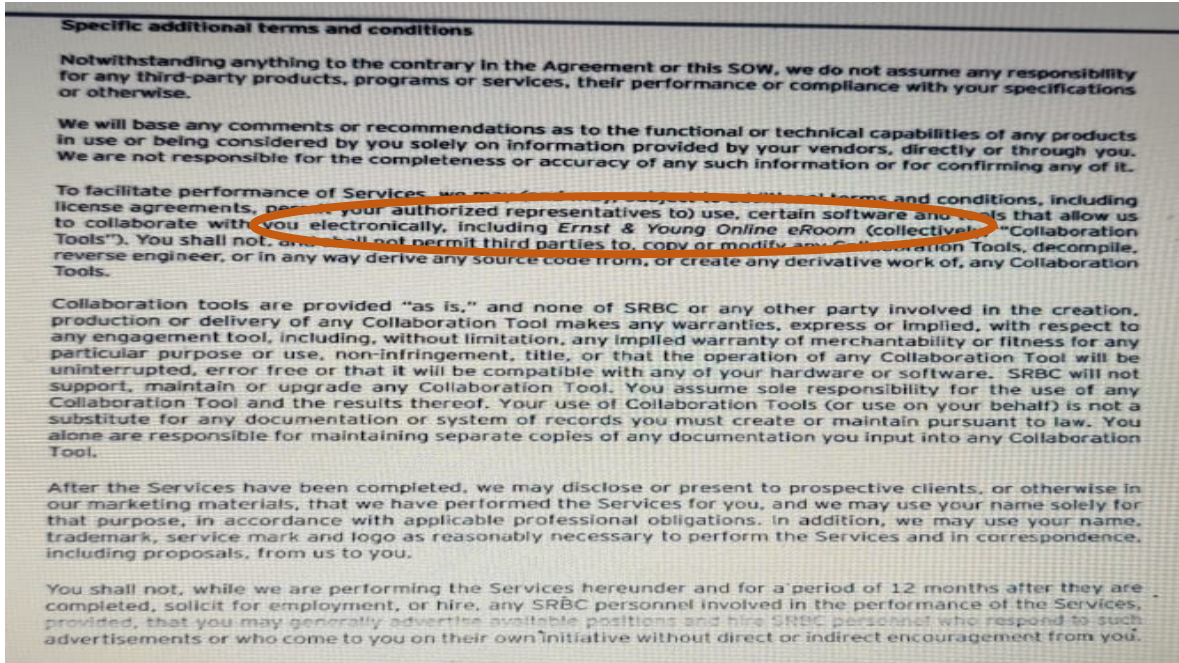 Specific additional terms and conditions
Notwithstanding anything to the contrary in the Agreement or this SOW, we do not assume any responsibility
for any third-party products, programs or services, their performance or compliance with your specifications
or otherwise.
We will base any comments or recommendations as to the functional or technical capabilities of any products
in use or being considered by you solely on information provided by your vendors, directly or through you.
We are not responsible for the completeness or accuracy of any such information or for confirming any of it.
To facilitate performance of Services, we may terms and conditions, including
license agreements, permit your authorized representatives to) use, certain software and tools that allow us
to collaborate with you electronically, including Ernst & Young Online eRoom (collectively, "Collaboration
Tools"). You shall not, and shall not permit third parties to, copy or modify any Collaboration Tools, decompile,
reverse engineer, or in any way derive any source code from, or create any derivative work of, any Collaboration
Tools.
Collaboration tools are provided "as is," and none of SRBC or any other party involved in the creation,
production or delivery of any Collaboration Tool makes any warranties, express or implied, with respect to
any engagement tool, including, without limitation, any implied warranty of merchantability or fitness for any
particular purpose or use, non-infringement, title, or that the operation of any Collaboration Tool will be
uninterrupted, error free or that it will be compatible with any of your hardware or software. SRBC will not
support, maintain or upgrade any Collaboration Tool. You assume sole responsibility for the use of any
Collaboration Tool and the results thereof. Your use of Collaboration Tools (or use on your behalf) is not a
substitute for any documentation or system of records you must create or maintain pursuant to law. You
alone are responsible for maintaining separate copies of any documentation you input into any Collaboration
Tool.
After the Services have been completed, we may disclose or present to prospective clients, or otherwise in
our marketing materials, that we have performed the Services for you, and we may use your name solely for
that purpose, in accordance with applicable professional obligations. In addition, we may use your name,
trademark, service mark and logo as reasonably necessary to perform the Services and in correspondence,
including proposals, from us to you.
You shall not, while we are performing the Services hereunder and for a period of 12 months after they are
completed, solicit for employment, or hire, any SRBC personnel involved in the performance of the Services,
provided, that you may generally advertise available positions and hire SRBC personnel who respond to such
advertisements or who come to you on their own initiative without direct or indirect encouragement from you.